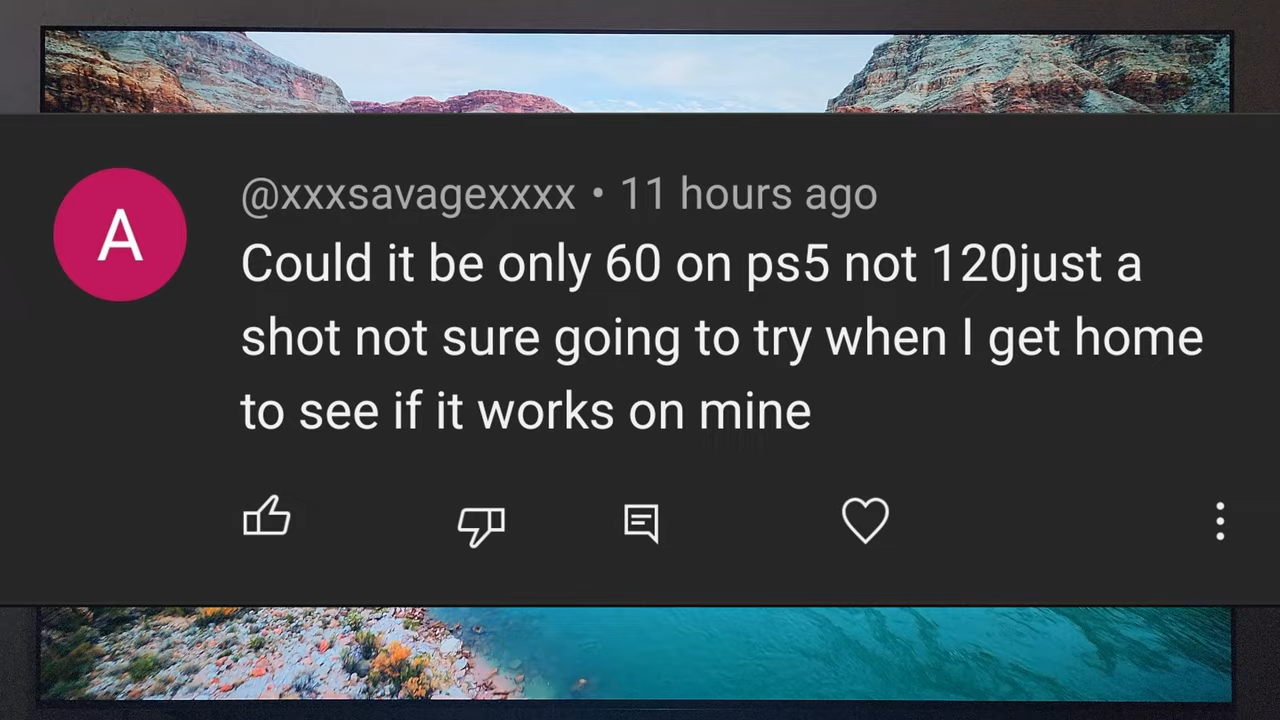 A
@xxxsavagexxxx • 11 hours ago
Could it be only 60 on ps5 not 120just a
shot not sure going to try when I get home
to see if it works on mine